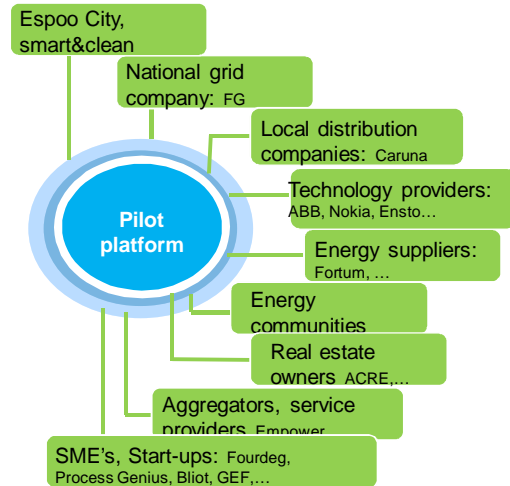 Espoo City,
smart&clean
National grid
company: FG
Local distribution
companies: Caruna
Technology providers:
ABB, Nokia, Ensto…
Pilot
platform
Energy suppliers:
Fortum, …
Energy
communities
Real estate
owners ACRE,…
Aggregators, service
providers Empower
SME's, Start-ups: Fourdeg,
Process Genius, Bliot, GEF,…